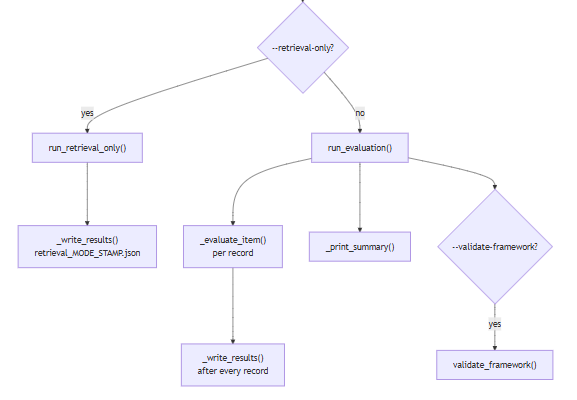 --retrieval-only?
yes
no
run_retrieval_only()
run_evaluation()
_write_results()
retrieval_MODE_STAMP.json
_evaluate_item()
per record
_print_summary()
--validate-framework?
yes
_write_results()
after every record
validate_framework()